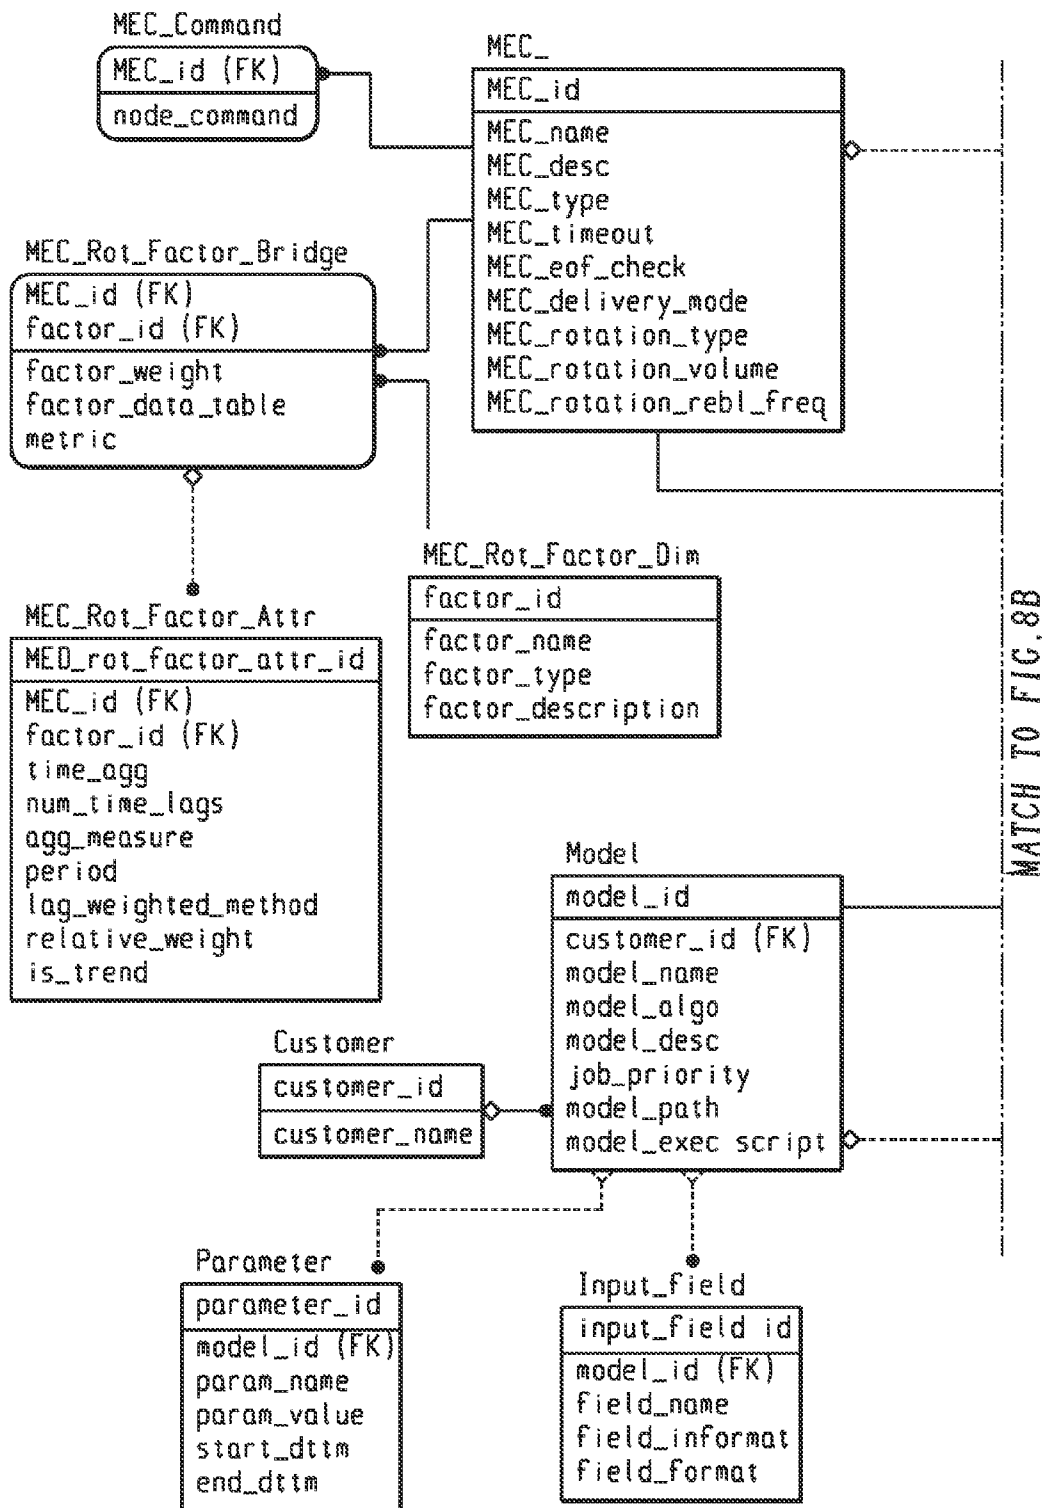 MEC_Command
MEC_id (FK)
node_command
MEC_
MEC_id
MEC_name
MEC_desc
MEC_type
MEC_timeout
MEC_eof_check
MEC_delivery_mode
MEC_rotation_type
MEC_rotation_volume
MEC_rotation_rebl_freq
MEC_Rot_Factor_Bridge
MEC_id (FK)
factor_id (FK)
factor_weight
factor_data_table
metric
MEC_Rot_Factor_Dim
factor_id
factor_name
factor_type
factor_description
MEC_Rot_Factor_Attr
MED_rot_factor_attr_id
MEC_id (FK)
factor_id (FK)
time_agg
num_time_lags
agg_measure
period
lag_weighted_method
relative_weight
is_trend
MATCH TO FIG.8B
Model
model_id
customer_id (FK)
model_name
model_algo
model_desc
job_priority
model_path
model_exec script
Customer
customer_id
customer_name
Parameter
parameter_id
model_id (FK)
param_name
param_value
start_dttm
end_dttm
Input_field
input_field id
model_id (FK)
field_name
field_informat
field_format